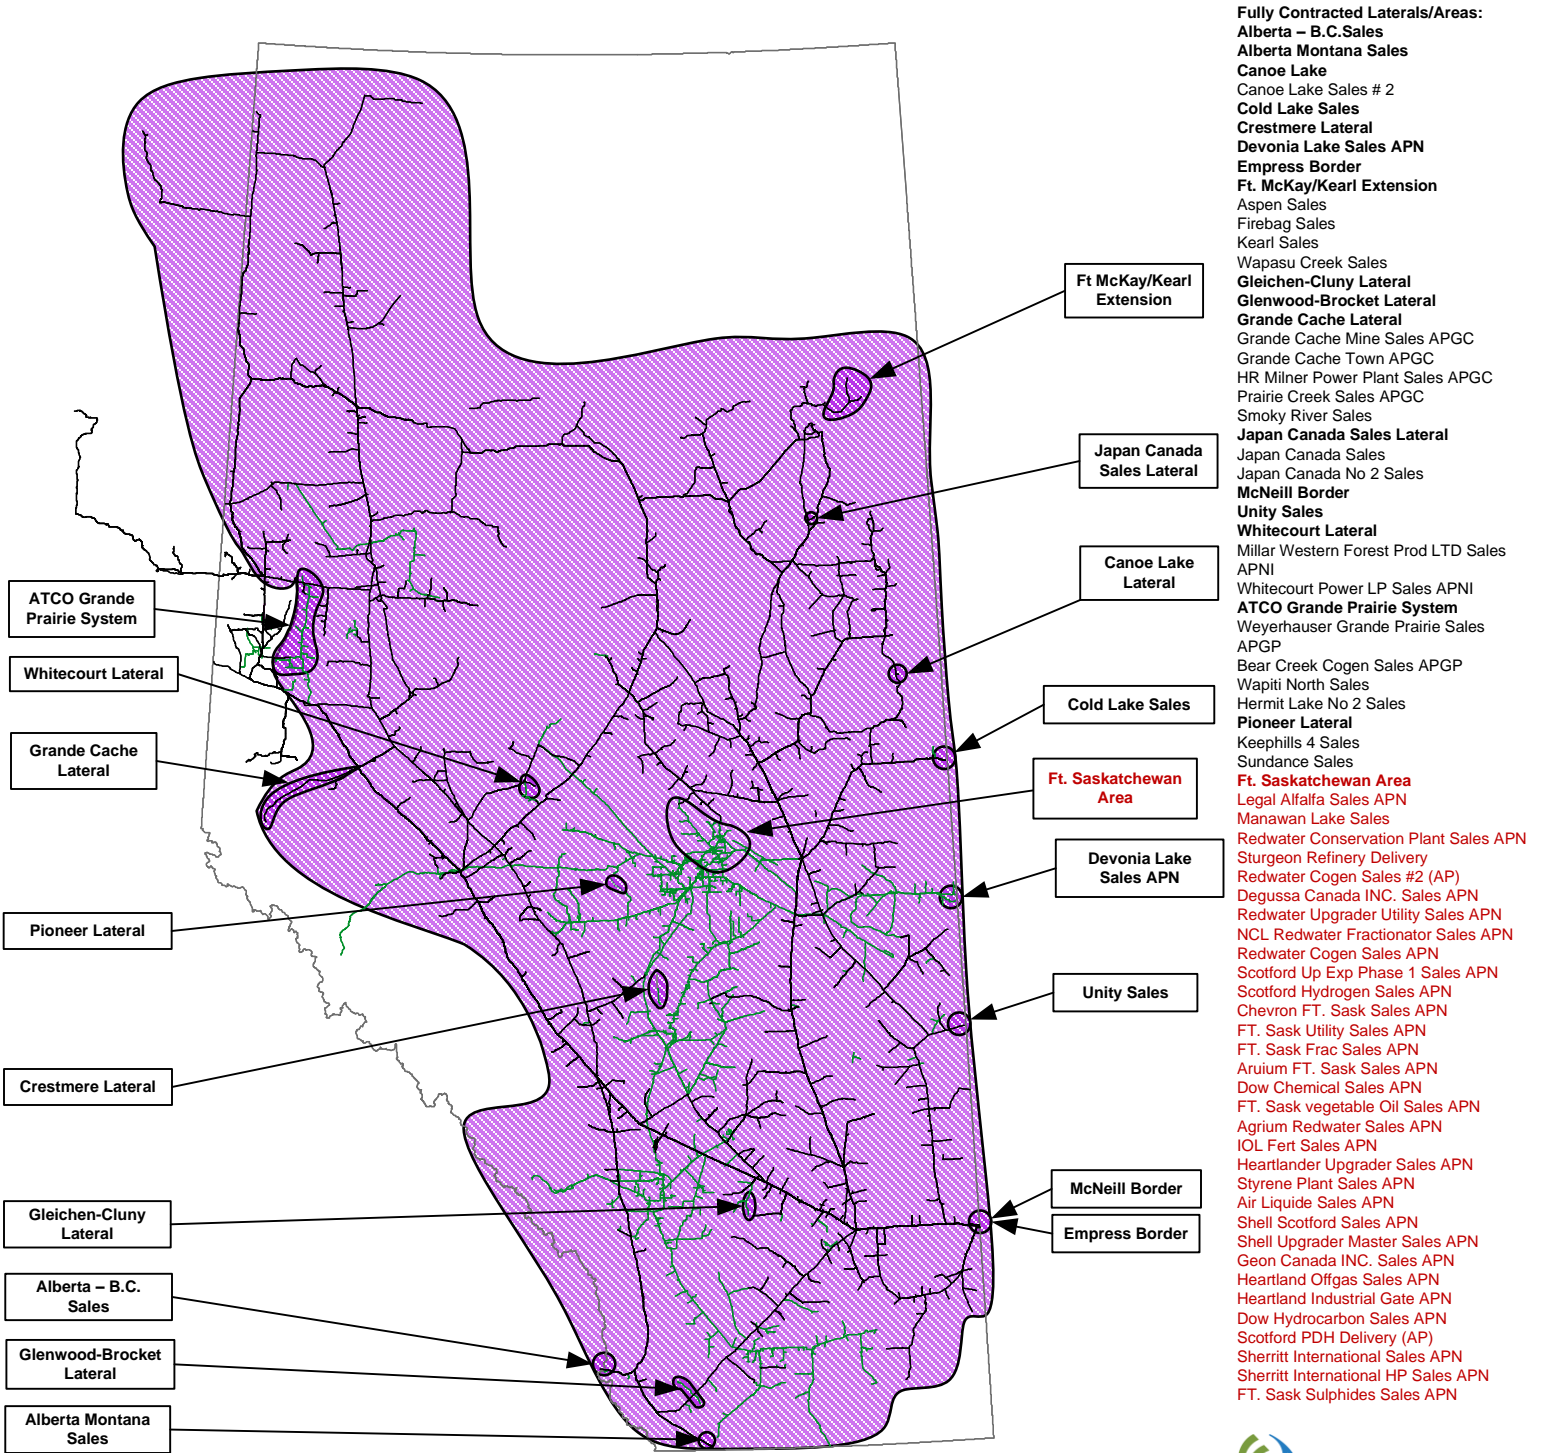 Fully Contracted Laterals/Areas:
Alberta – B.C.Sales
Alberta Montana Sales
Canoe Lake
Canoe Lake Sales # 2
Cold Lake Sales
Crestmere Lateral
Devonia Lake Sales APN
Empress Border
Ft. McKay/Kearl Extension
Aspen Sales
Firebag Sales
Kearl Sales
Wapasu Creek Sales
Gleichen-Cluny Lateral
Glenwood-Brocket Lateral
Grande Cache Lateral
Grande Cache Mine Sales APGC
Grande Cache Town APGC
HR Milner Power Plant Sales APGC
Prairie Creek Sales APGC
Smoky River Sales
Japan Canada Sales Lateral
Japan Canada Sales
Japan Canada No 2 Sales
McNeill Border
Unity Sales
Whitecourt Lateral
Millar Western Forest Prod LTD Sales
APNI
Whitecourt Power LP Sales APNI
ATCO Grande Prairie System
Weyerhauser Grande Prairie Sales
APGP
Bear Creek Cogen Sales APGP
Wapiti North Sales
Hermit Lake No 2 Sales
Pioneer Lateral
Keephills 4 Sales
Sundance Sales
Ft. Saskatchewan Area
Legal Alfalfa Sales APN
Manawan Lake Sales
Redwater Conservation Plant Sales APN
Sturgeon Refinery Delivery
Redwater Cogen Sales #2 (AP)
Degussa Canada INC. Sales APN
Redwater Upgrader Utility Sales APN
NCL Redwater Fractionator Sales APN
Redwater Cogen Sales APN
Scotford Up Exp Phase 1 Sales APN
Scotford Hydrogen Sales APN
Chevron FT. Sask Sales APN
FT. Sask Utility Sales APN
FT. Sask Frac Sales APN
Aruium FT. Sask Sales APN
Dow Chemical Sales APN
FT. Sask vegetable Oil Sales APN
Agrium Redwater Sales APN
IOL Fert Sales APN
Heartlander Upgrader Sales APN
Styrene Plant Sales APN
Air Liquide Sales APN
Shell Scotford Sales APN
Shell Upgrader Master Sales APN
Geon Canada INC. Sales APN
Heartland Offgas Sales APN
Heartland Industrial Gate APN
Dow Hydrocarbon Sales APN
Scotford PDH Delivery (AP)
Sherritt International Sales APN
Sherritt International HP Sales APN
FT. Sask Sulphides Sales APN
Ft McKay/Kearl
Extension
Japan Canada
Sales Lateral
Canoe Lake
Lateral
Cold Lake Sales
Ft. Saskatchewan
Area
Devonia Lake
Sales APN
Unity Sales
McNeill Border
Empress Border
ATCO Grande
Prairie System
Whitecourt Lateral
Grande Cache
Lateral
Pioneer Lateral
Crestmere Lateral
Gleichen-Cluny
Lateral
Alberta – B.C.
Sales
Glenwood-Brocket
Lateral
Alberta Montana
Sales